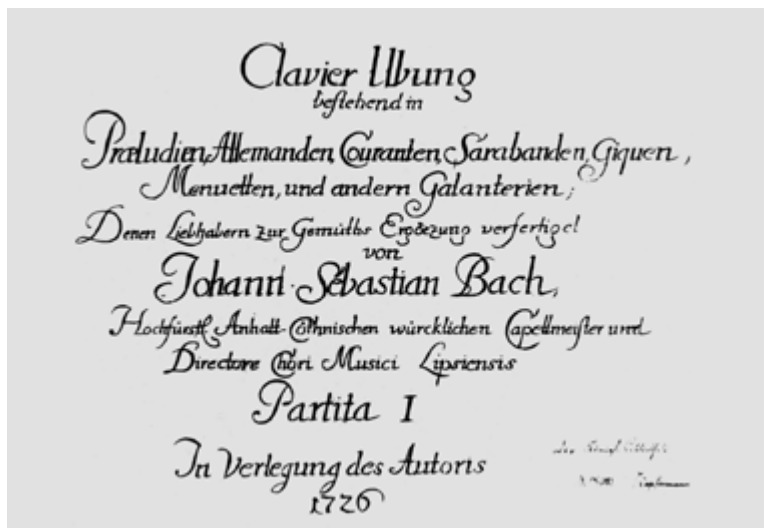 Clavier Ubung
bestehend in
Præludien, Allemanden, Couranten, Sarabanden, Giquen,
Menuetten, und andern Galanterien;
Denen Liebhabern zur Gemüths Ergoezung verfertiget
von
Johann Sebastian Bach,
Hochfürstl Anhalt-Cöthnischen würcklichen Capellmeister und
Directore Chori Musici Lipsiensis
Partita I
In Verlegung des Autoris
1726